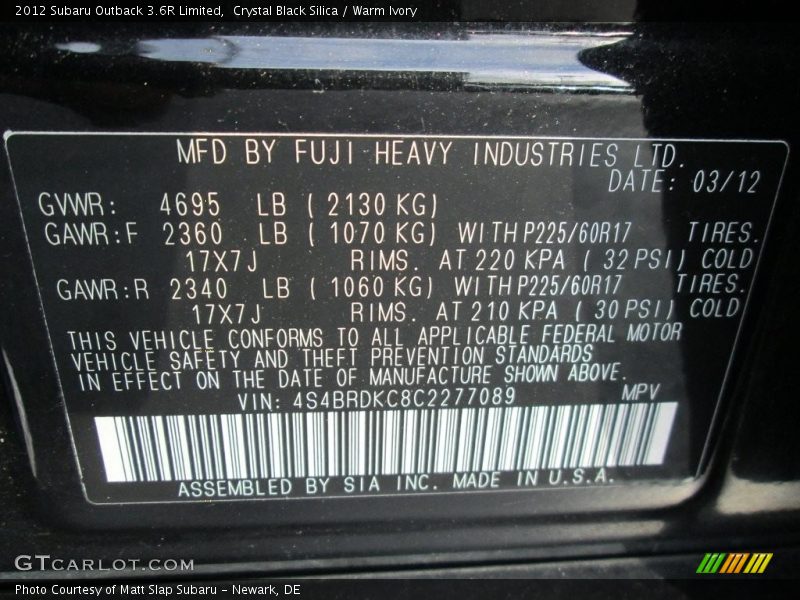 2012 Subaru Outback 3.6R Limited,  Crystal Black Silica / Warm Ivory
MFD BY FUJI HEAVY INDUSTRIES LTD.
DATE: 03/12
GVWR: 4695 LB ( 2130 KG)
GAWR:F 2360 LB ( 1070 KG) WITH P225/60R17 TIRES.
17X7J RIMS. AT 220 KPA ( 32 PSI) COLD
GAWR:R 2340 LB ( 1060 KG) WITH P225/60R17 TIRES.
17X7J RIMS. AT 210 KPA ( 30 PSI) COLD
THIS VEHICLE CONFORMS TO ALL APPLICABLE FEDERAL MOTOR
VEHICLE SAFETY AND THEFT PREVENTION STANDARDS
IN EFFECT ON THE DATE OF MANUFACTURE SHOWN ABOVE.
VIN: 4S4BRDKC8C2277089 MPV
ASSEMBLED BY SIA INC. MADE IN U.S.A.
GTCARLOT.COM
Photo Courtesy of Matt Slap Subaru - Newark, DE